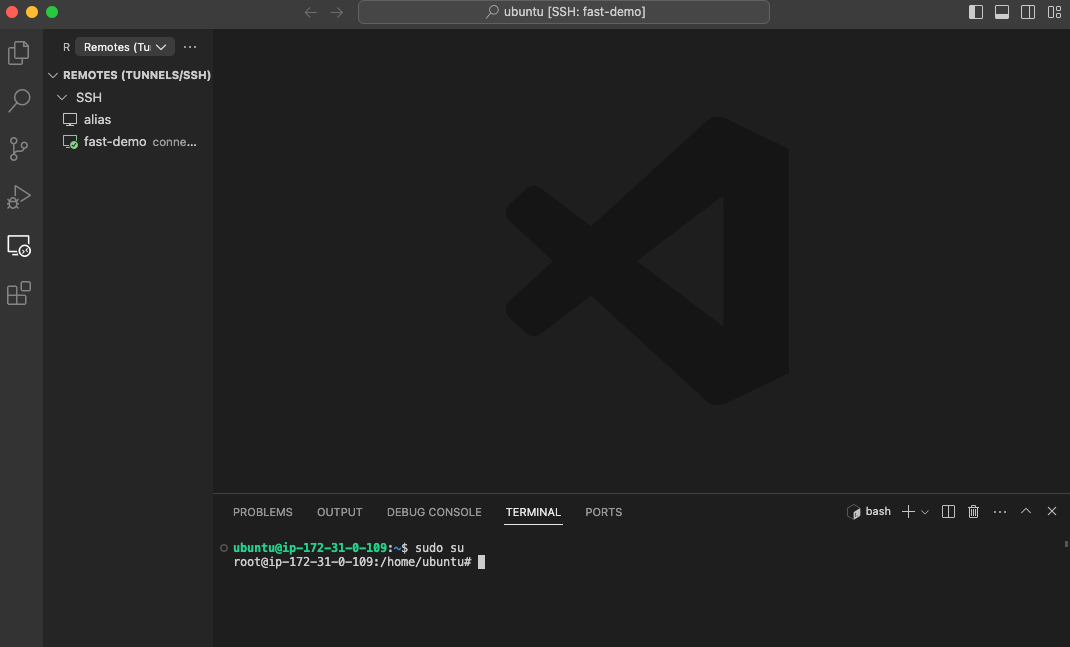 ubuntu [SSH: fast-demo]
R Remotes (Tu
REMOTES (TUNNELS/SSH)
SSH
alias
fast-demo conne...
PROBLEMS OUTPUT DEBUG CONSOLE TERMINAL PORTS bash
ubuntu@ip-172-31-0-109:~$ sudo su
root@ip-172-31-0-109:/home/ubuntu#